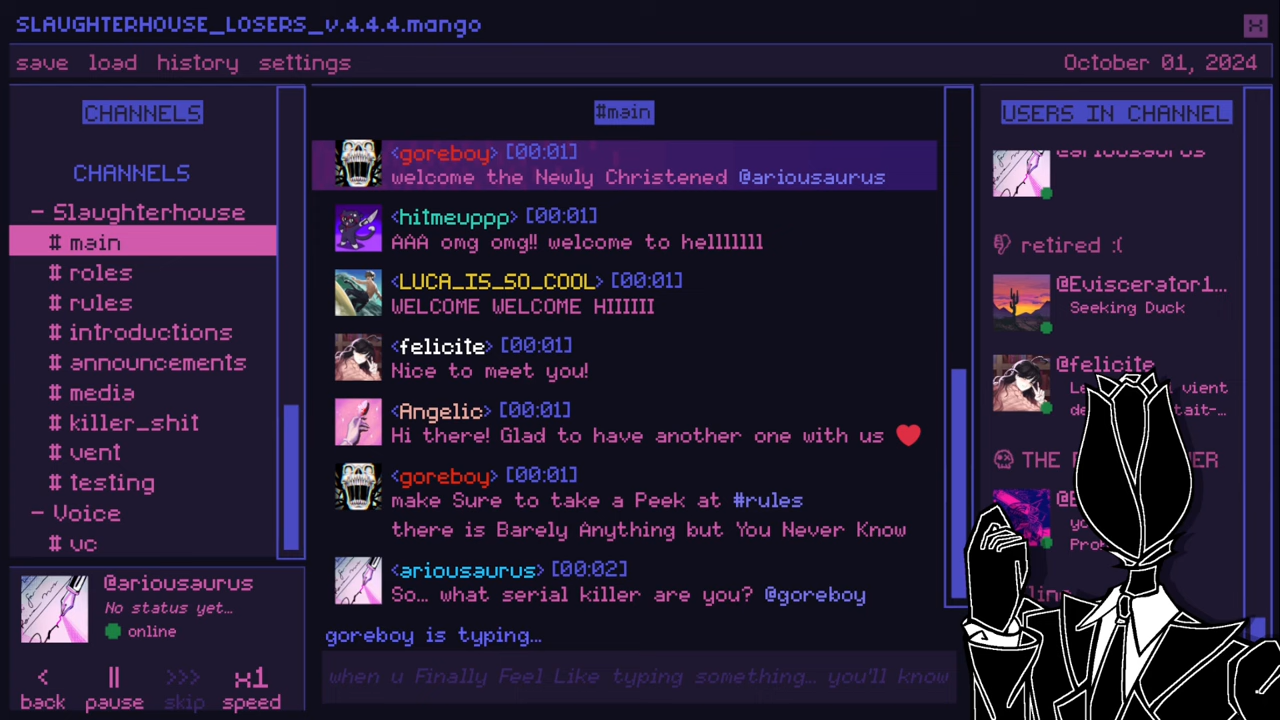 SLAUGHTERHOUSE_LOSERS_v.4.4.4.mango
x
save load history settings
October 01, 2024
CHANNELS
CHANNELS
- Slaughterhouse
# main
# roles
# rules
# introductions
# announcements
# media
# killer_shit
# vent
# testing
- Voice
# vc
@ariousaurus
No status yet...
online
< || >>> x1
back pause skip speed
#main
<goreboy> [00:01]
welcome the Newly Christened @ariousaurus
<hitmeuppp> [00:01]
AAA omg omg!! welcome to helllllll
<LUCA_IS_SO_COOL> [00:01]
WELCOME WELCOME HIIIIII
<felicite> [00:01]
Nice to meet you!
<Angelic> [00:01]
Hi there! Glad to have another one with us ❤
<goreboy> [00:01]
make Sure to take a Peek at #rules
there is Barely Anything but You Never Know
<ariousaurus> [00:02]
So... what serial killer are you? @goreboy
goreboy is typing...
when u Finally Feel Like typing something... you'll know
USERS IN CHANNEL
@ariousaurus
retired :(
@Eviscerator1...
Seeking Duck
@felicite
vient
THE